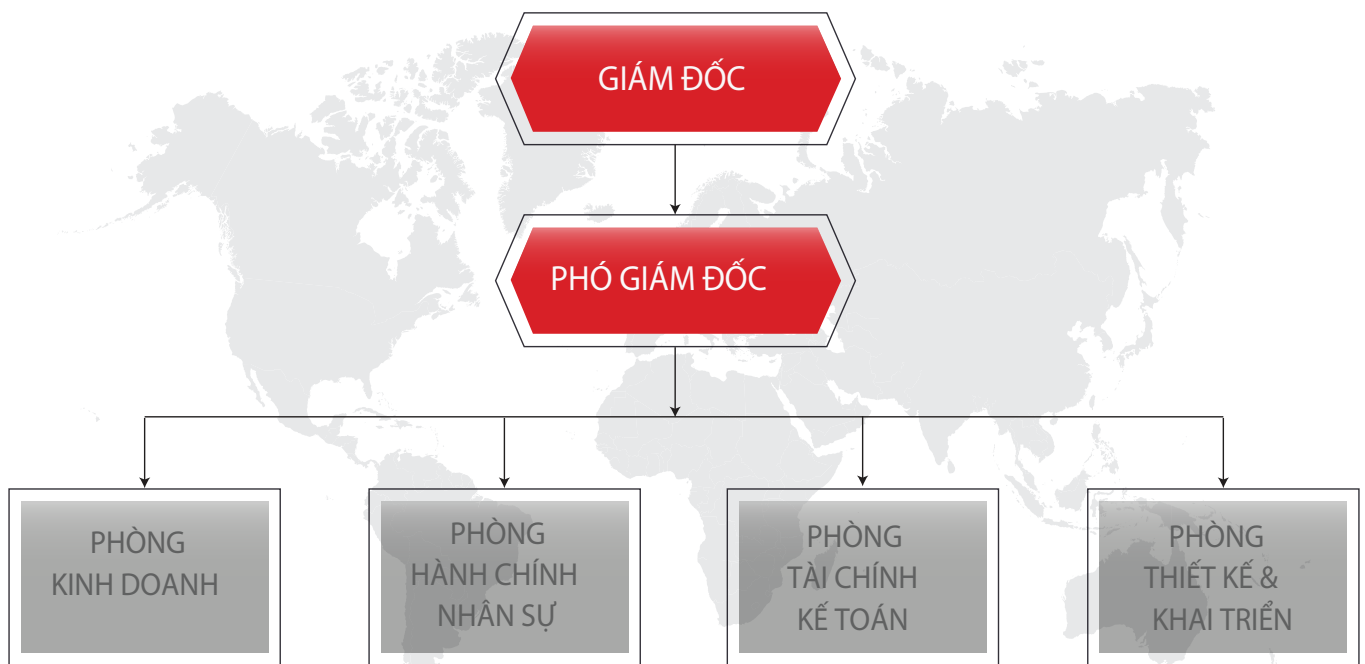 GIÁM ĐỐC
PHÓ GIÁM ĐỐC
PHÒNG
KINH DOANH
PHÒNG
HÀNH CHÍNH
NHÂN SỰ
PHÒNG
TÀI CHÍNH
KẾ TOÁN
PHÒNG
THIẾT KẾ &
KHAI TRIỂN